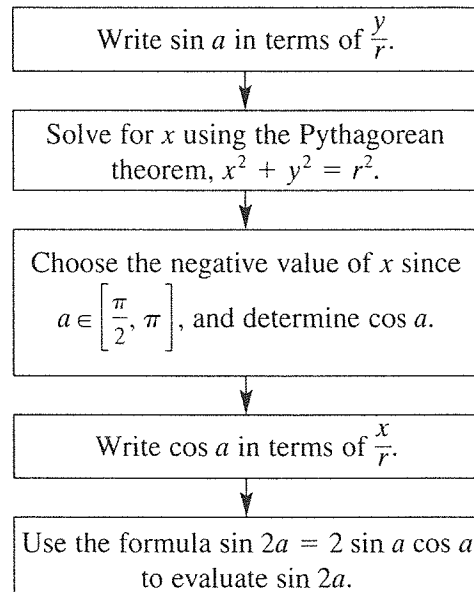 Write sin a in terms of y/r.
Solve for x using the Pythagorean
theorem, x² + y² = r².
Choose the negative value of x since
a ∈ [π/2, π], and determine cos a.
Write cos a in terms of x/r.
Use the formula sin 2a = 2 sin a cos a
to evaluate sin 2a.